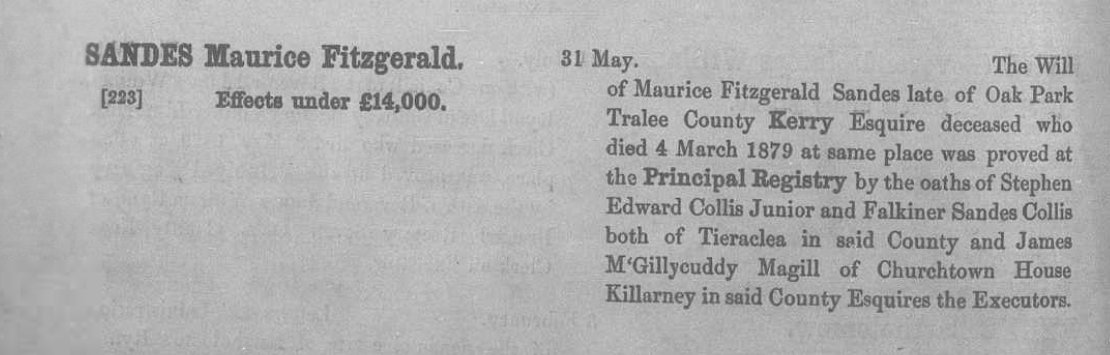 SANDES Maurice Fitzgerald.
[223] Effects under £14,000.
31 May. The Will
of Maurice Fitzgerald Sandes late of Oak Park
Tralee County Kerry Esquire deceased who
died 4 March 1879 at same place was proved at
the Principal Registry by the oaths of Stephen
Edward Collis Junior and Falkiner Sandes Collis
both of Tieraclea in said County and James
M'Gillycuddy Magill of Churchtown House
Killarney in said County Esquires the Executors.